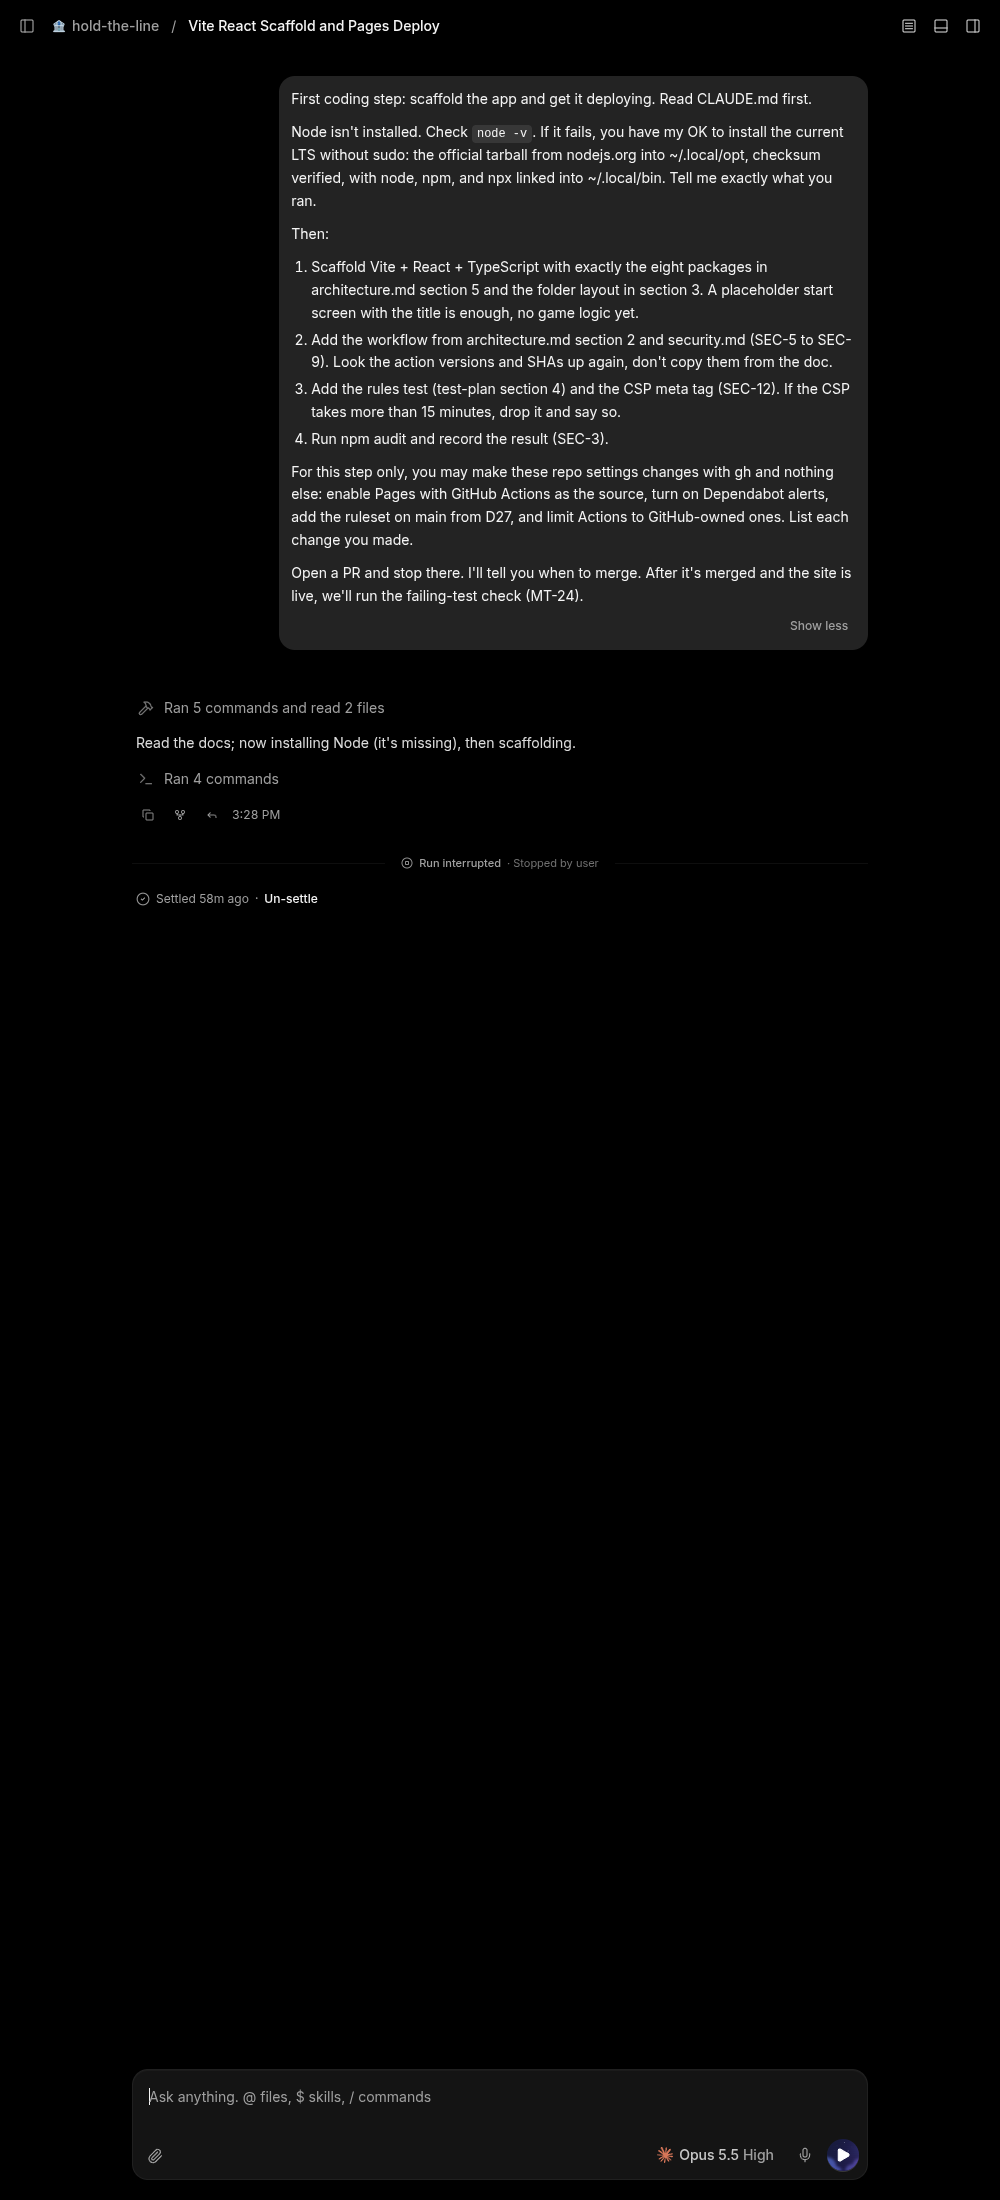 hold-the-line / Vite React Scaffold and Pages Deploy
First coding step: scaffold the app and get it deploying. Read CLAUDE.md first.
Node isn't installed. Check node -v. If it fails, you have my OK to install the current
LTS without sudo: the official tarball from nodejs.org into ~/.local/opt, checksum
verified, with node, npm, and npx linked into ~/.local/bin. Tell me exactly what you
ran.
Then:
1. Scaffold Vite + React + TypeScript with exactly the eight packages in
architecture.md section 5 and the folder layout in section 3. A placeholder start
screen with the title is enough, no game logic yet.
2. Add the workflow from architecture.md section 2 and security.md (SEC-5 to SEC-
9). Look the action versions and SHAs up again, don't copy them from the doc.
3. Add the rules test (test-plan section 4) and the CSP meta tag (SEC-12). If the CSP
takes more than 15 minutes, drop it and say so.
4. Run npm audit and record the result (SEC-3).
For this step only, you may make these repo settings changes with gh and nothing
else: enable Pages with GitHub Actions as the source, turn on Dependabot alerts,
add the ruleset on main from D27, and limit Actions to GitHub-owned ones. List each
change you made.
Open a PR and stop there. I'll tell you when to merge. After it's merged and the site is
live, we'll run the failing-test check (MT-24).
Show less
Ran 5 commands and read 2 files
Read the docs; now installing Node (it's missing), then scaffolding.
Ran 4 commands
3:28 PM
Run interrupted · Stopped by user
Settled 58m ago · Un-settle
Ask anything. @ files, $ skills, / commands
Opus 5.5 High